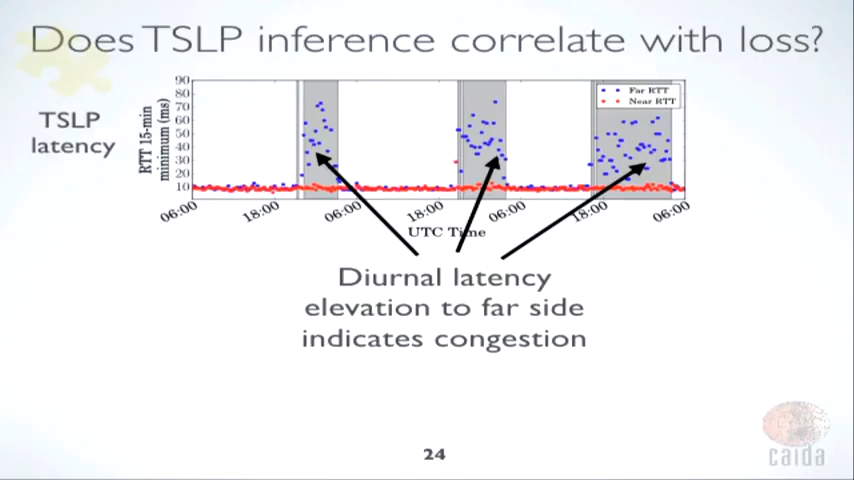 Does TSLP inference correlate with loss?
TSLP
latency
RTT 15-min
minimum (ms)
90
80
70
60
50
40
30
20
10
Far RTT
Near RTT
06:00
18:00
06:00
18:00
06:00
18:00
06:00
UTC Time
Diurnal latency
elevation to far side
indicates congestion
24
caida